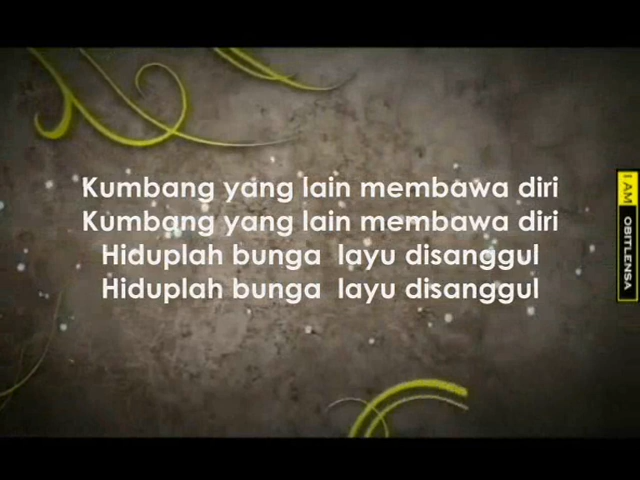 Kumbang yang lain membawa diri
Kumbang yang lain membawa diri
Hiduplah bunga  layu disanggul
Hiduplah bunga  layu disanggul
I AM OBITLENSA